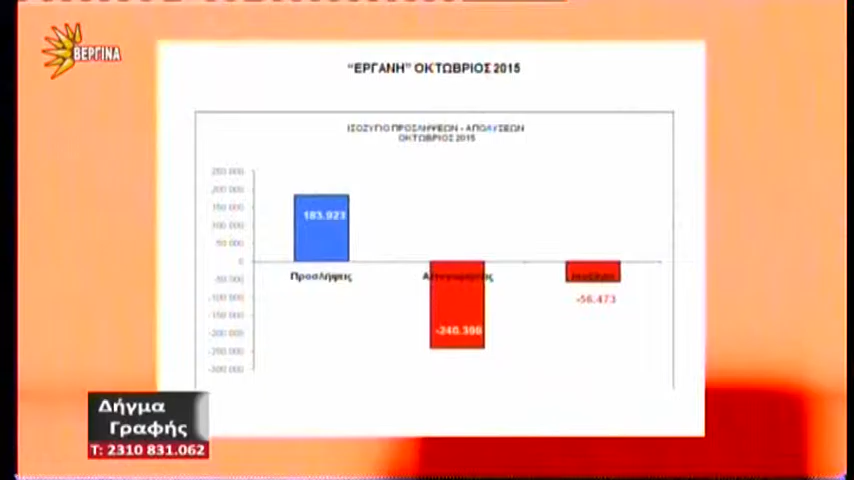 ΒΕΡΓΙΝΑ
"ΕΡΓΑΝΗ" ΟΚΤΩΒΡΙΟΣ 2015
ΙΣΟΖΥΓΙΟ ΠΡΟΣΛΗΨΕΩΝ - ΑΠΟΛΥΣΕΩΝ
ΟΚΤΩΒΡΙΟΣ 2015
250 000
200 000
150 000
100 000
50 000
0
-50 000
-100 000
-150 000
-200 000
-250 000
-300 000
183.923
Προσλήψεις
-240.396
-56.473
Δήγμα
Γραφής
Τ: 2310 831.062